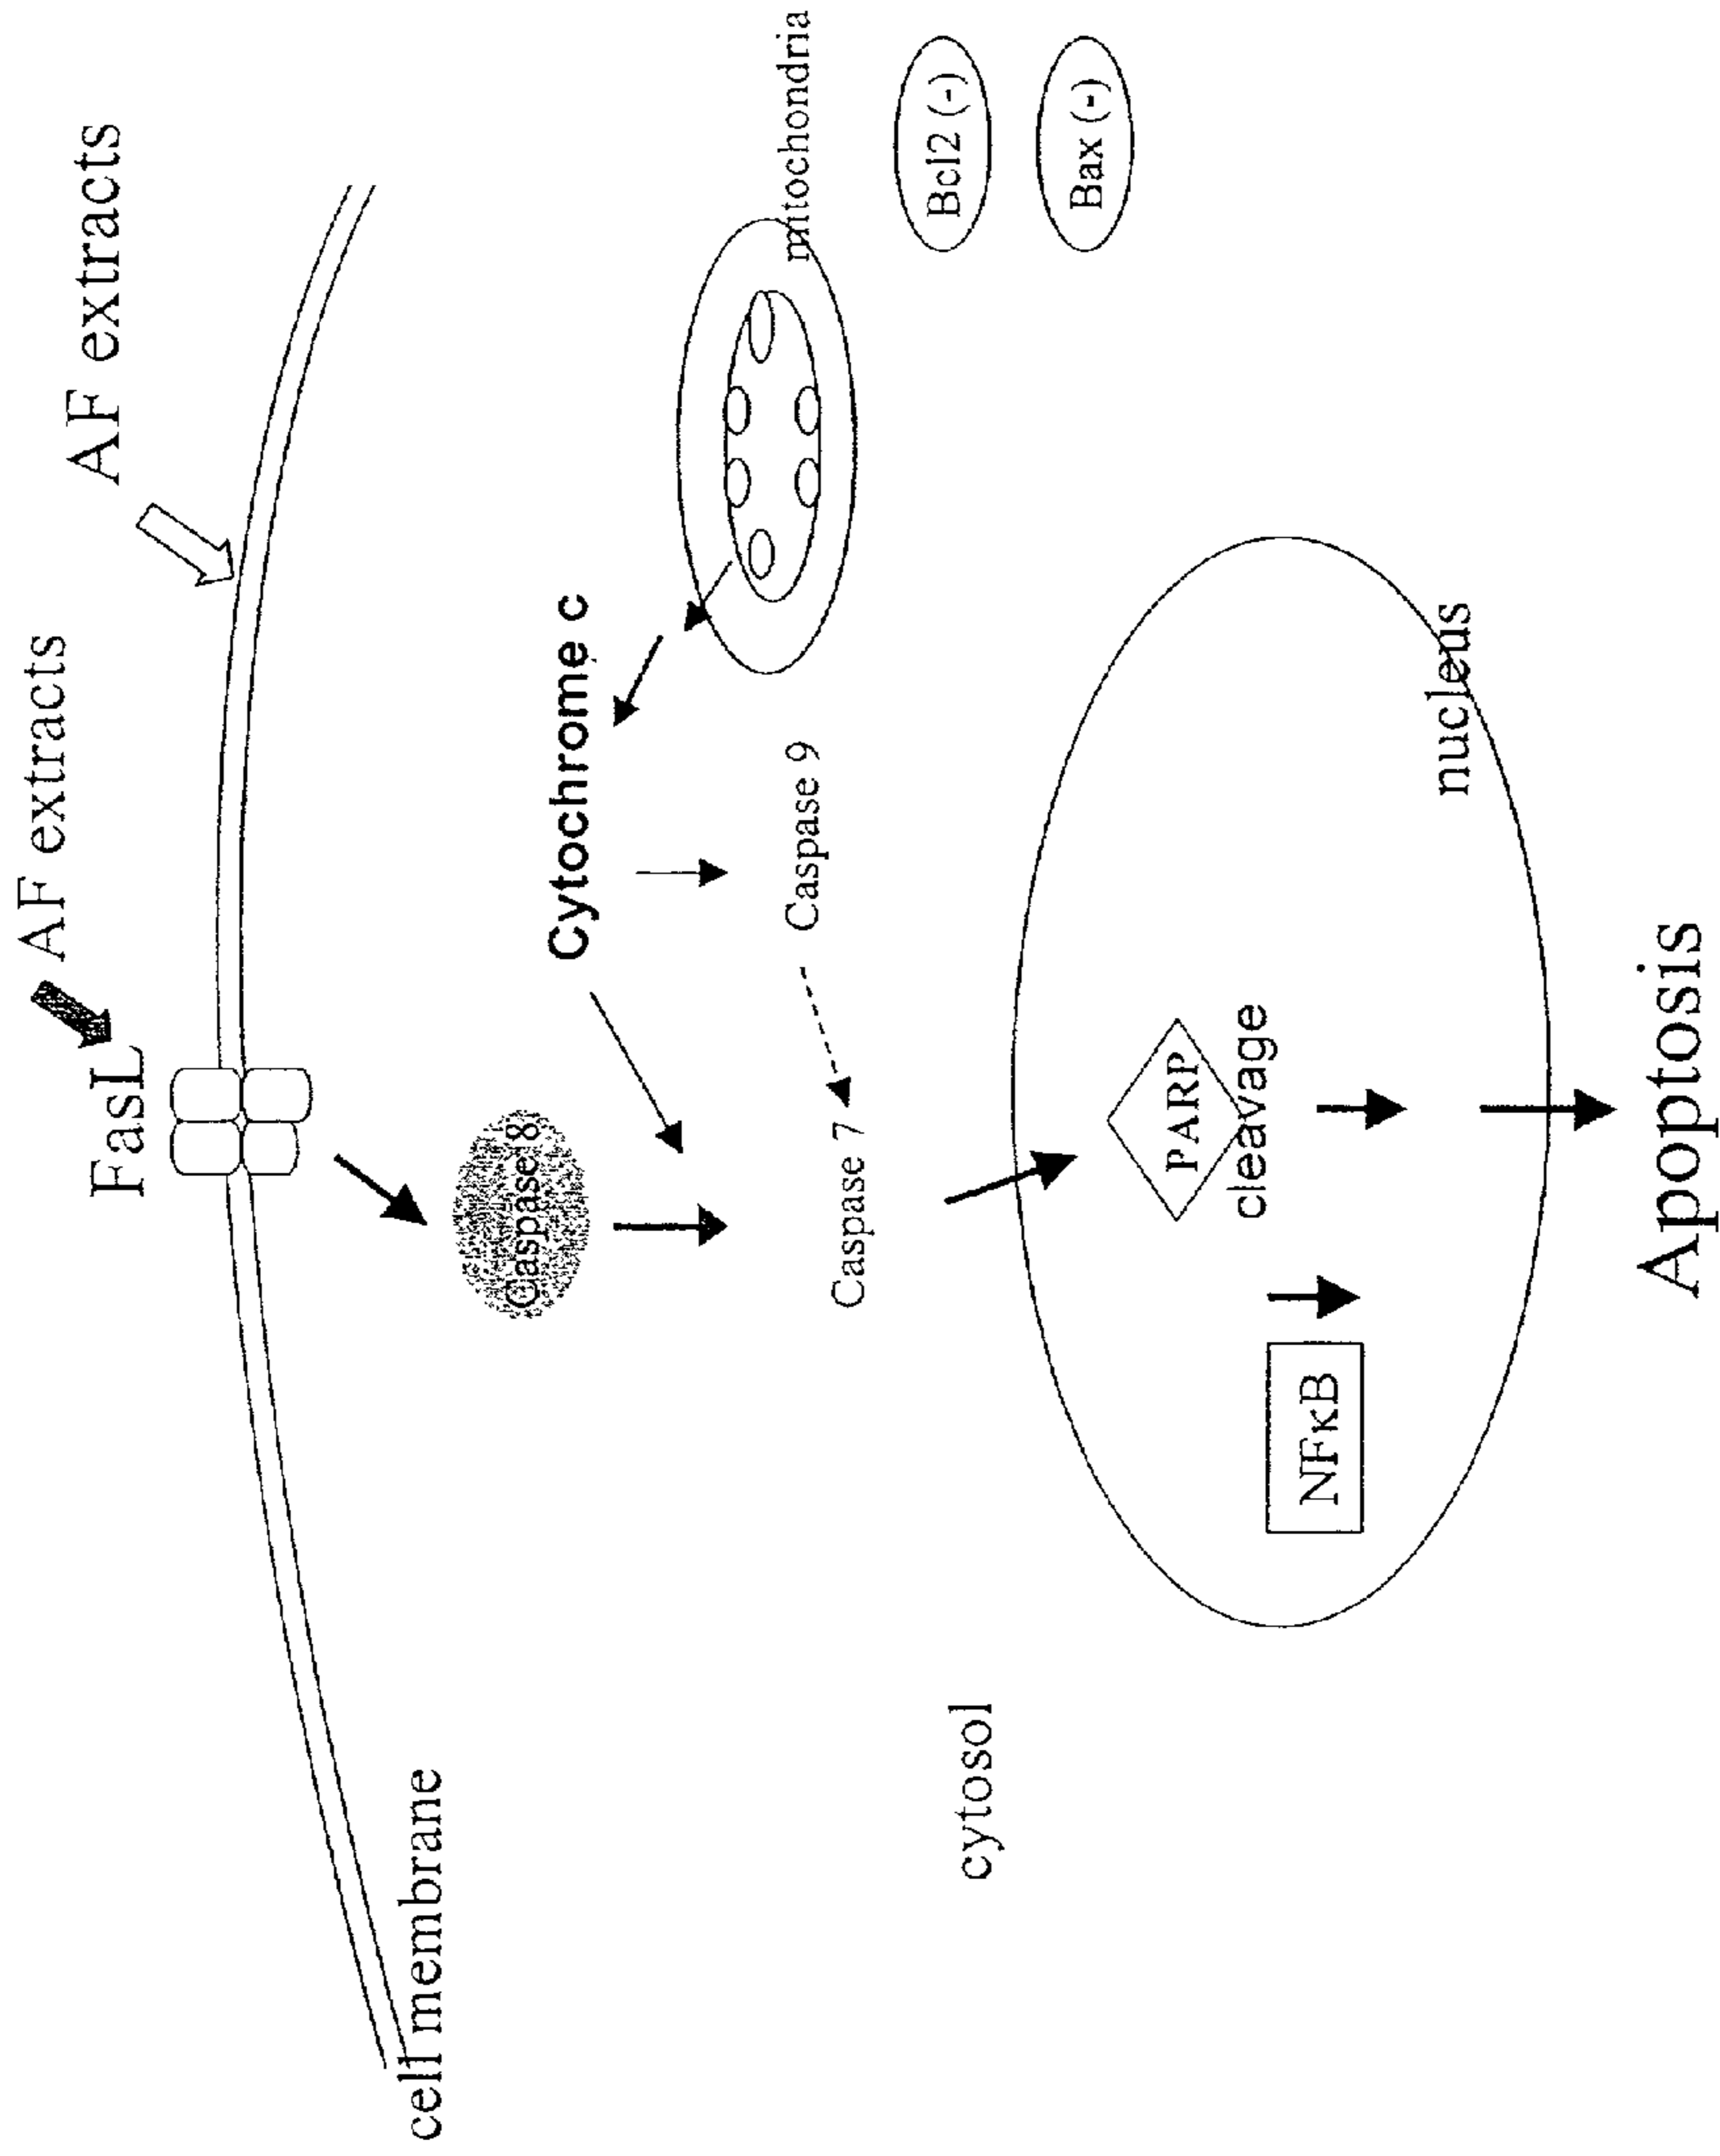 AF extracts
AF extracts
FasL
cell membrane
Cytochrome c
Caspase 8
mitochondria
Caspase 9
Caspase 7
Bcl2 (-)
Bax (-)
cytosol
PARP
cleavage
NFκB
nucleus
Apoptosis